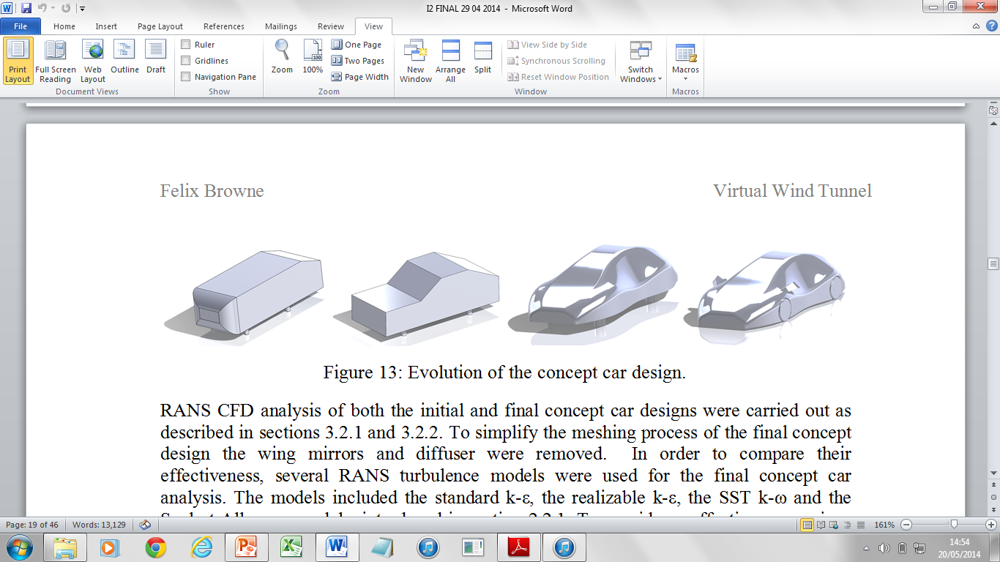 I2 FINAL 29 04 2014 - Microsoft Word
File Home Insert Page Layout References Mailings Review View
Print Layout
Full Screen Reading
Web Layout
Outline
Draft
Document Views
Ruler
Gridlines
Navigation Pane
Show
Zoom
100%
One Page
Two Pages
Page Width
Zoom
New Window
Arrange All
Split
View Side by Side
Synchronous Scrolling
Reset Window Position
Window
Switch Windows
Macros
Macros
Felix Browne Virtual Wind Tunnel
Figure 13: Evolution of the concept car design.
RANS CFD analysis of both the initial and final concept car designs were carried out as
described in sections 3.2.1 and 3.2.2. To simplify the meshing process of the final concept
design the wing mirrors and diffuser were removed. In order to compare their
effectiveness, several RANS turbulence models were used for the final concept car
analysis. The models included the standard k-ε, the realizable k-ε, the SST k-ω and the
Page: 19 of 46 Words: 13,129 161%
14:54
20/05/2014